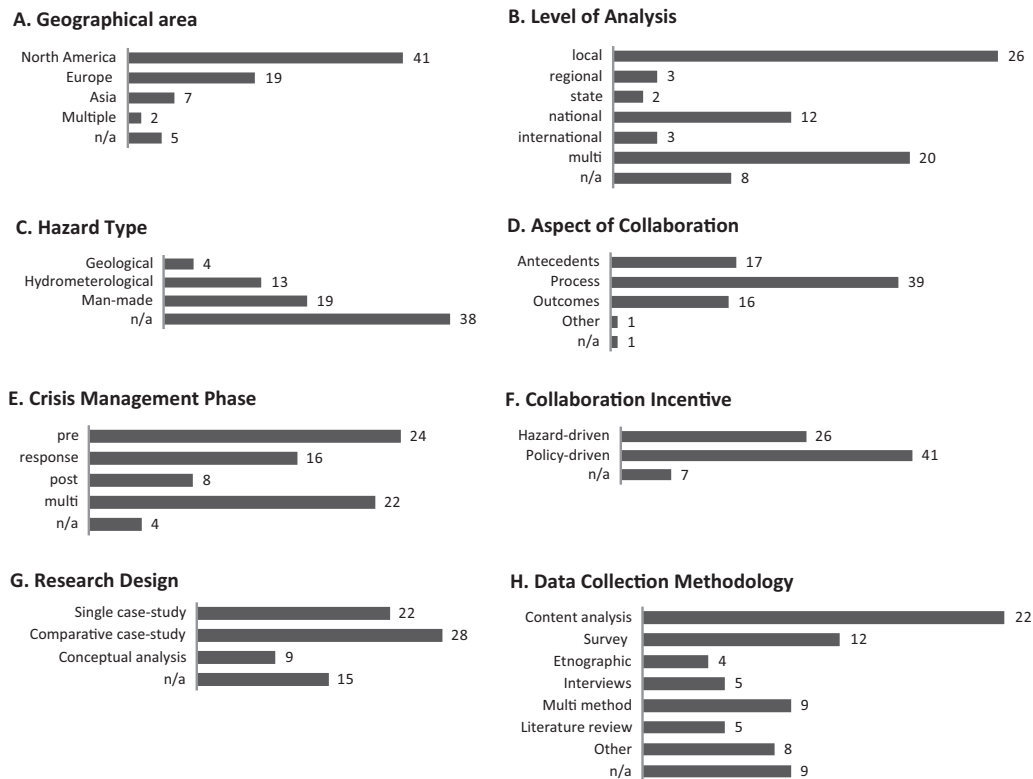 A. Geographical area
North America 41
Europe 19
Asia 7
Multiple 2
n/a 5
B. Level of Analysis
local 26
regional 3
state 2
national 12
international 3
multi 20
n/a 8
C. Hazard Type
Geological 4
Hydrometerological 13
Man-made 19
n/a 38
D. Aspect of Collaboration
Antecedents 17
Process 39
Outcomes 16
Other 1
n/a 1
E. Crisis Management Phase
pre 24
response 16
post 8
multi 22
n/a 4
F. Collaboration Incentive
Hazard-driven 26
Policy-driven 41
n/a 7
G. Research Design
Single case-study 22
Comparative case-study 28
Conceptual analysis 9
n/a 15
H. Data Collection Methodology
Content analysis 22
Survey 12
Etnographic 4
Interviews 5
Multi method 9
Literature review 5
Other 8
n/a 9